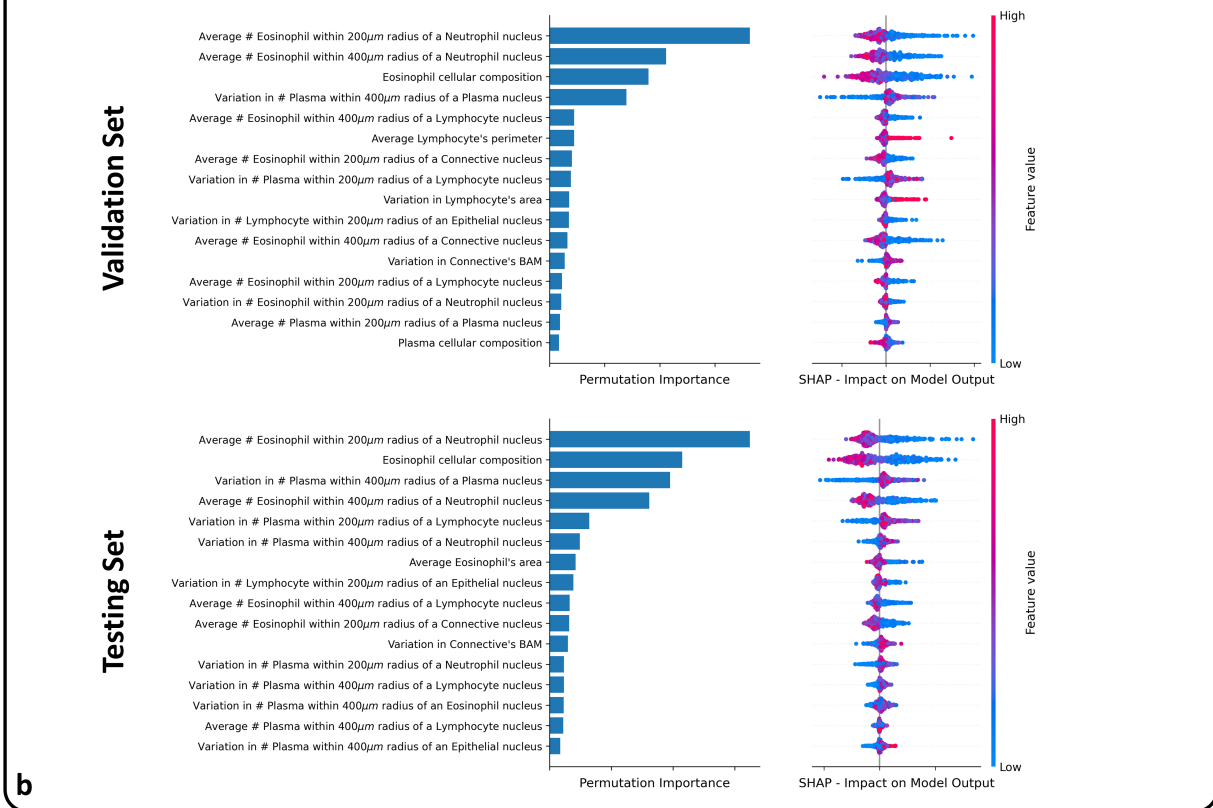 Validation Set
Average # Eosinophil within 200μm radius of a Neutrophil nucleus
Average # Eosinophil within 400μm radius of a Neutrophil nucleus
Eosinophil cellular composition
Variation in # Plasma within 400μm radius of a Plasma nucleus
Average # Eosinophil within 400μm radius of a Lymphocyte nucleus
Average Lymphocyte's perimeter
Average # Eosinophil within 200μm radius of a Connective nucleus
Variation in # Plasma within 200μm radius of a Lymphocyte nucleus
Variation in Lymphocyte's area
Variation in # Lymphocyte within 200μm radius of an Epithelial nucleus
Average # Eosinophil within 400μm radius of a Connective nucleus
Variation in Connective's BAM
Average # Eosinophil within 200μm radius of a Lymphocyte nucleus
Variation in # Eosinophil within 200μm radius of a Neutrophil nucleus
Average # Plasma within 200μm radius of a Plasma nucleus
Plasma cellular composition
Permutation Importance
SHAP - Impact on Model Output
High
Feature value
Low
Testing Set
Average # Eosinophil within 200μm radius of a Neutrophil nucleus
Eosinophil cellular composition
Variation in # Plasma within 400μm radius of a Plasma nucleus
Average # Eosinophil within 400μm radius of a Neutrophil nucleus
Variation in # Plasma within 200μm radius of a Lymphocyte nucleus
Variation in # Plasma within 400μm radius of a Neutrophil nucleus
Average Eosinophil's area
Variation in # Lymphocyte within 200μm radius of an Epithelial nucleus
Average # Eosinophil within 400μm radius of a Lymphocyte nucleus
Average # Eosinophil within 200μm radius of a Connective nucleus
Variation in Connective's BAM
Variation in # Plasma within 200μm radius of a Neutrophil nucleus
Variation in # Plasma within 400μm radius of a Lymphocyte nucleus
Variation in # Plasma within 400μm radius of an Eosinophil nucleus
Average # Plasma within 400μm radius of a Lymphocyte nucleus
Variation in # Plasma within 400μm radius of an Epithelial nucleus
Permutation Importance
SHAP - Impact on Model Output
High
Feature value
Low
b